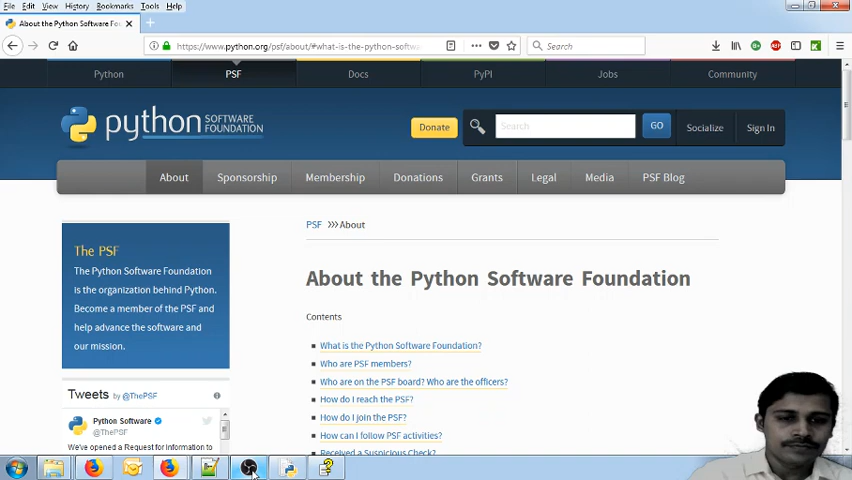 File Edit View History Bookmarks Tools Help
About the Python Software Fou
https://www.python.org/psf/about/#what-is-the-python-softwa
Search
Python PSF Docs PyPI Jobs Community
python SOFTWARE FOUNDATION
Donate Search GO Socialize Sign In
About Sponsorship Membership Donations Grants Legal Media PSF Blog
The PSF
The Python Software Foundation
is the organization behind Python.
Become a member of the PSF and
help advance the software and
our mission.
Tweets by @ThePSF
Python Software
@ThePSF
We've opened a Request for Information to
PSF >>> About
About the Python Software Foundation
Contents
What is the Python Software Foundation?
Who are PSF members?
Who are on the PSF board? Who are the officers?
How do I reach the PSF?
How do I join the PSF?
How can I follow PSF activities?
Received a Suspicious Check?